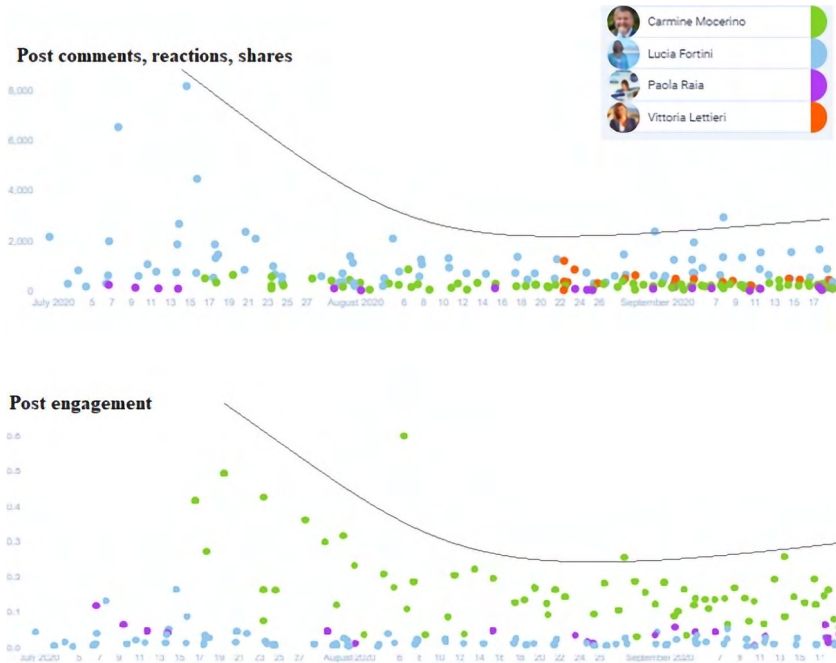 Carmine Mocerino
Post comments, reactions, shares
Lucia Fortini
Paola Raia
Vittoria Lettieri
8,000
6,000
4,000
2,000
0
July 2020 5 7 9 11 13 14 15 17 19 21 23 25 27 August 2020 6 8 10 12 14 16 18 20 22 24 26 September 2020 7 9 11 13 15 17
Post engagement
0.6
0.5
0.4
0.3
0.2
0.1
0.0
July 2020 5 7 9 11 13 15 17 19 21 23 25 27 August 2020 6 8 10 12 14 16 18 20 22 24 26 September 2020 7 9 11 13 15 17